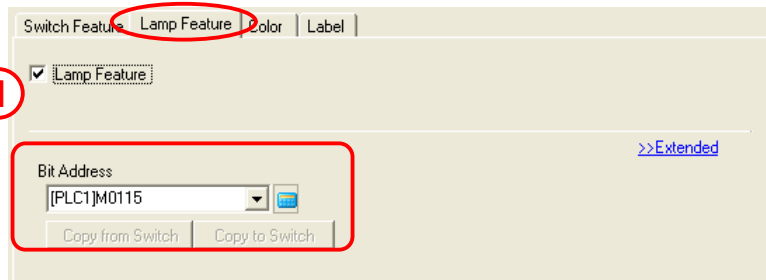 Switch Feature Lamp Feature Color Label
Lamp Feature
>>Extended
Bit Address
[PLC1]M0115
Copy from Switch Copy to Switch